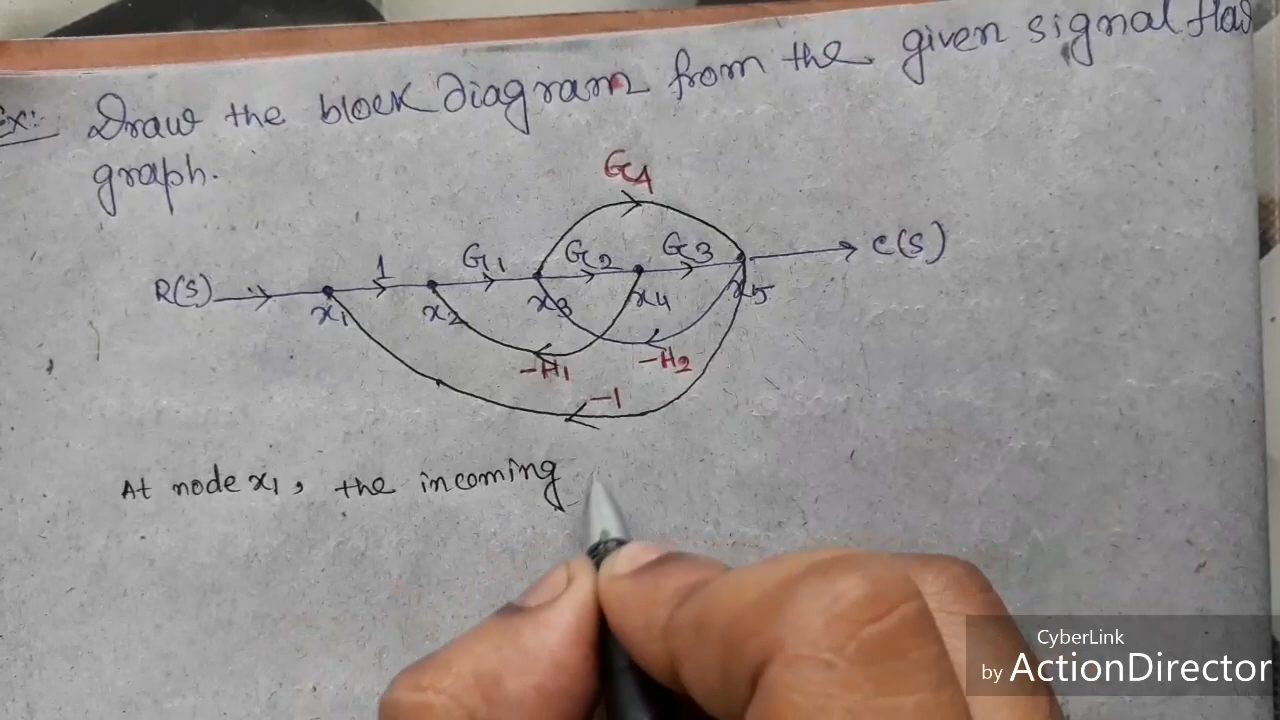 Ex:- Draw the block diagram from the given signal flow
graph.
G4
R(S) 1 G1 G2 G3 C(S)
x1 x2 x3 x4 x5
-H1 -H2
-1
At node x1, the incoming
CyberLink
by ActionDirector